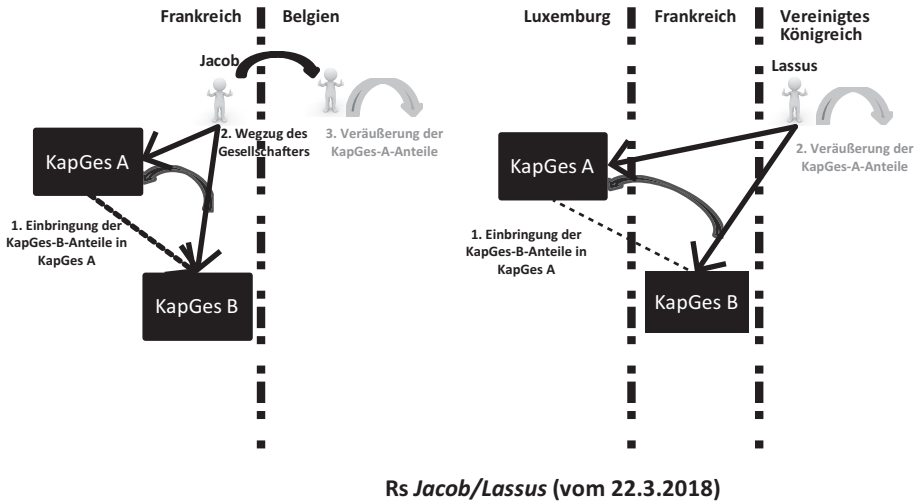 Frankreich
Belgien
Jacob
2. Wegzug des
Gesellschafters
3. Veräußerung der
KapGes-A-Anteile
KapGes A
1. Einbringung der
KapGes-B-Anteile in
KapGes A
KapGes B
Luxemburg
Frankreich
Vereinigtes
Königreich
Lassus
2. Veräußerung der
KapGes-A-Anteile
KapGes A
1. Einbringung der
KapGes-B-Anteile in
KapGes A
KapGes B
Rs Jacob/Lassus (vom 22.3.2018)